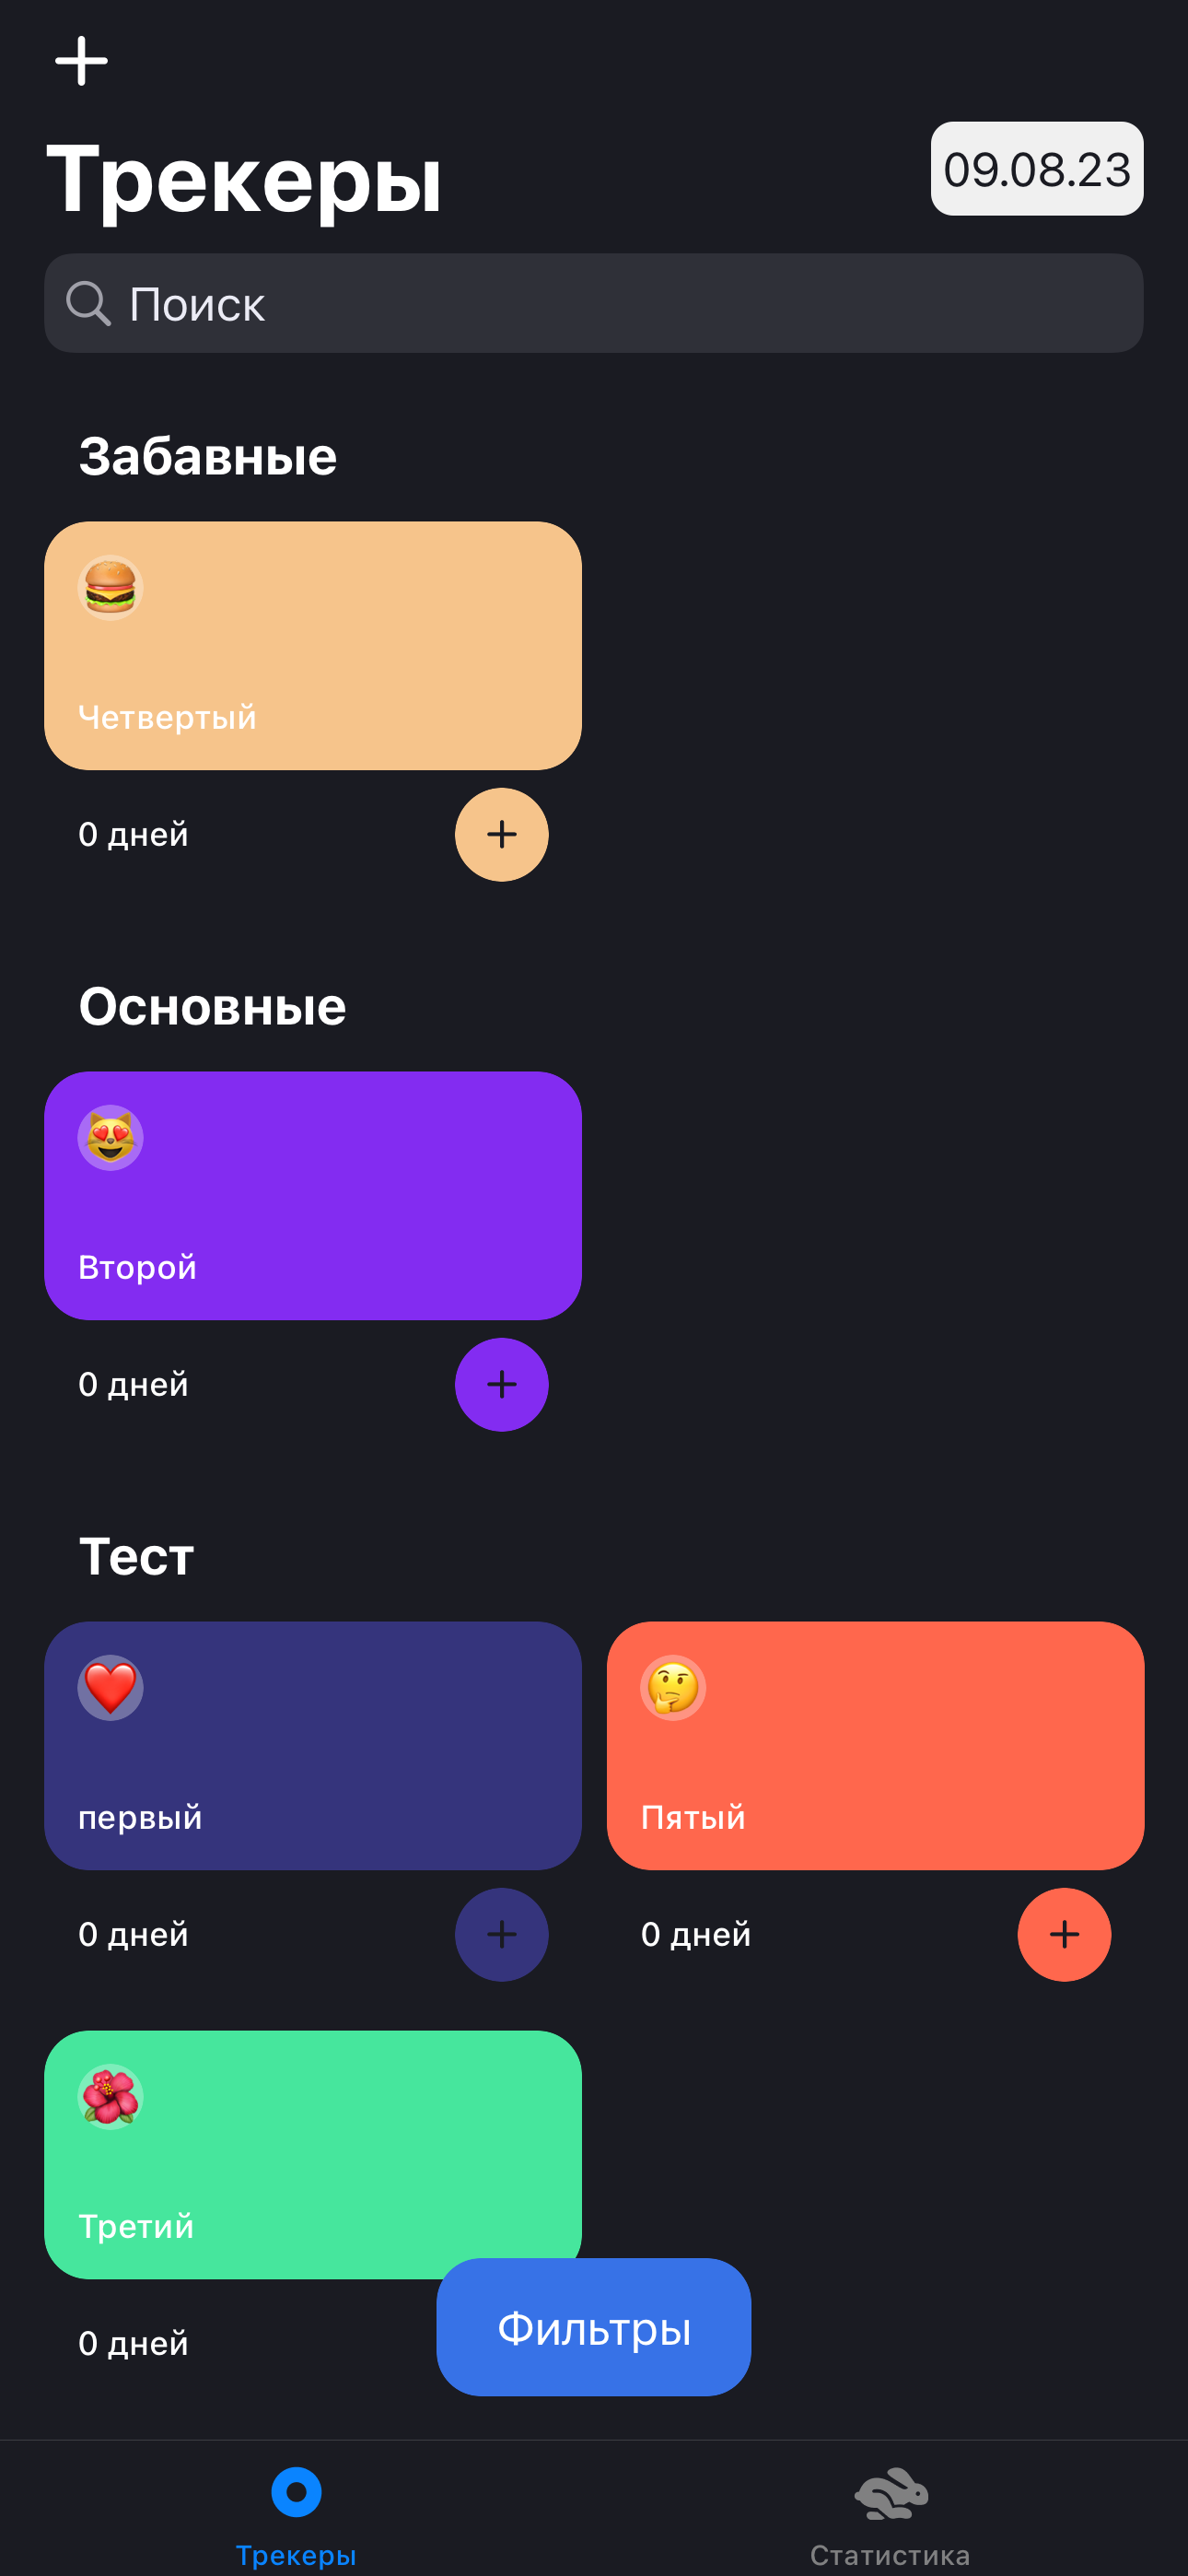 Трекеры
09.08.23
Поиск
Забавные
Четвертый
0 дней
Основные
Второй
0 дней
Тест
первый
Пятый
0 дней
0 дней
Третий
0 дней
Фильтры
Трекеры
Статистика